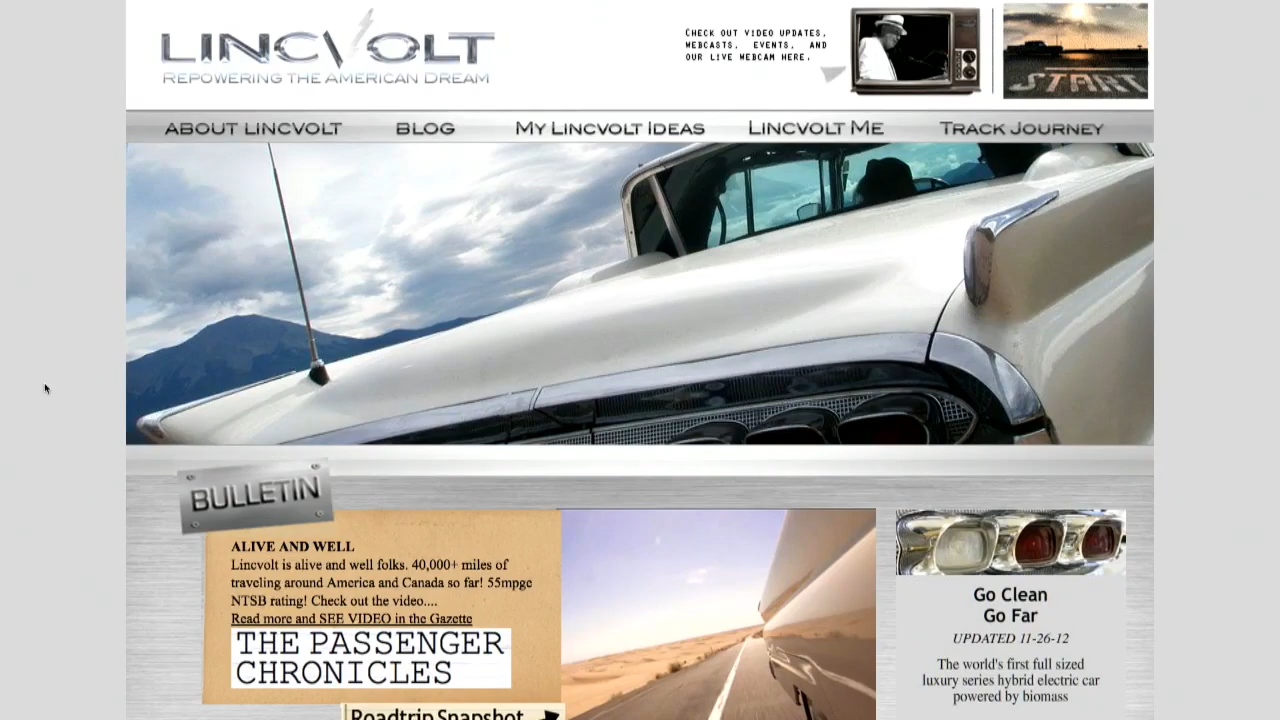 LINCVOLT
REPOWERING THE AMERICAN DREAM
CHECK OUT VIDEO UPDATES,
WEBCASTS, EVENTS, AND
OUR LIVE WEBCAM HERE.
START
ABOUT LINCVOLT
BLOG
MY LINCVOLT IDEAS
LINCVOLT ME
TRACK JOURNEY
BULLETIN
ALIVE AND WELL
Lincvolt is alive and well folks. 40,000+ miles of
traveling around America and Canada so far! 55mpge
NTSB rating! Check out the video....
Read more and SEE VIDEO in the Gazette
THE PASSENGER
CHRONICLES
Roadtrip Snapshot
Go Clean
Go Far
UPDATED 11-26-12
The world's first full sized
luxury series hybrid electric car
powered by biomass